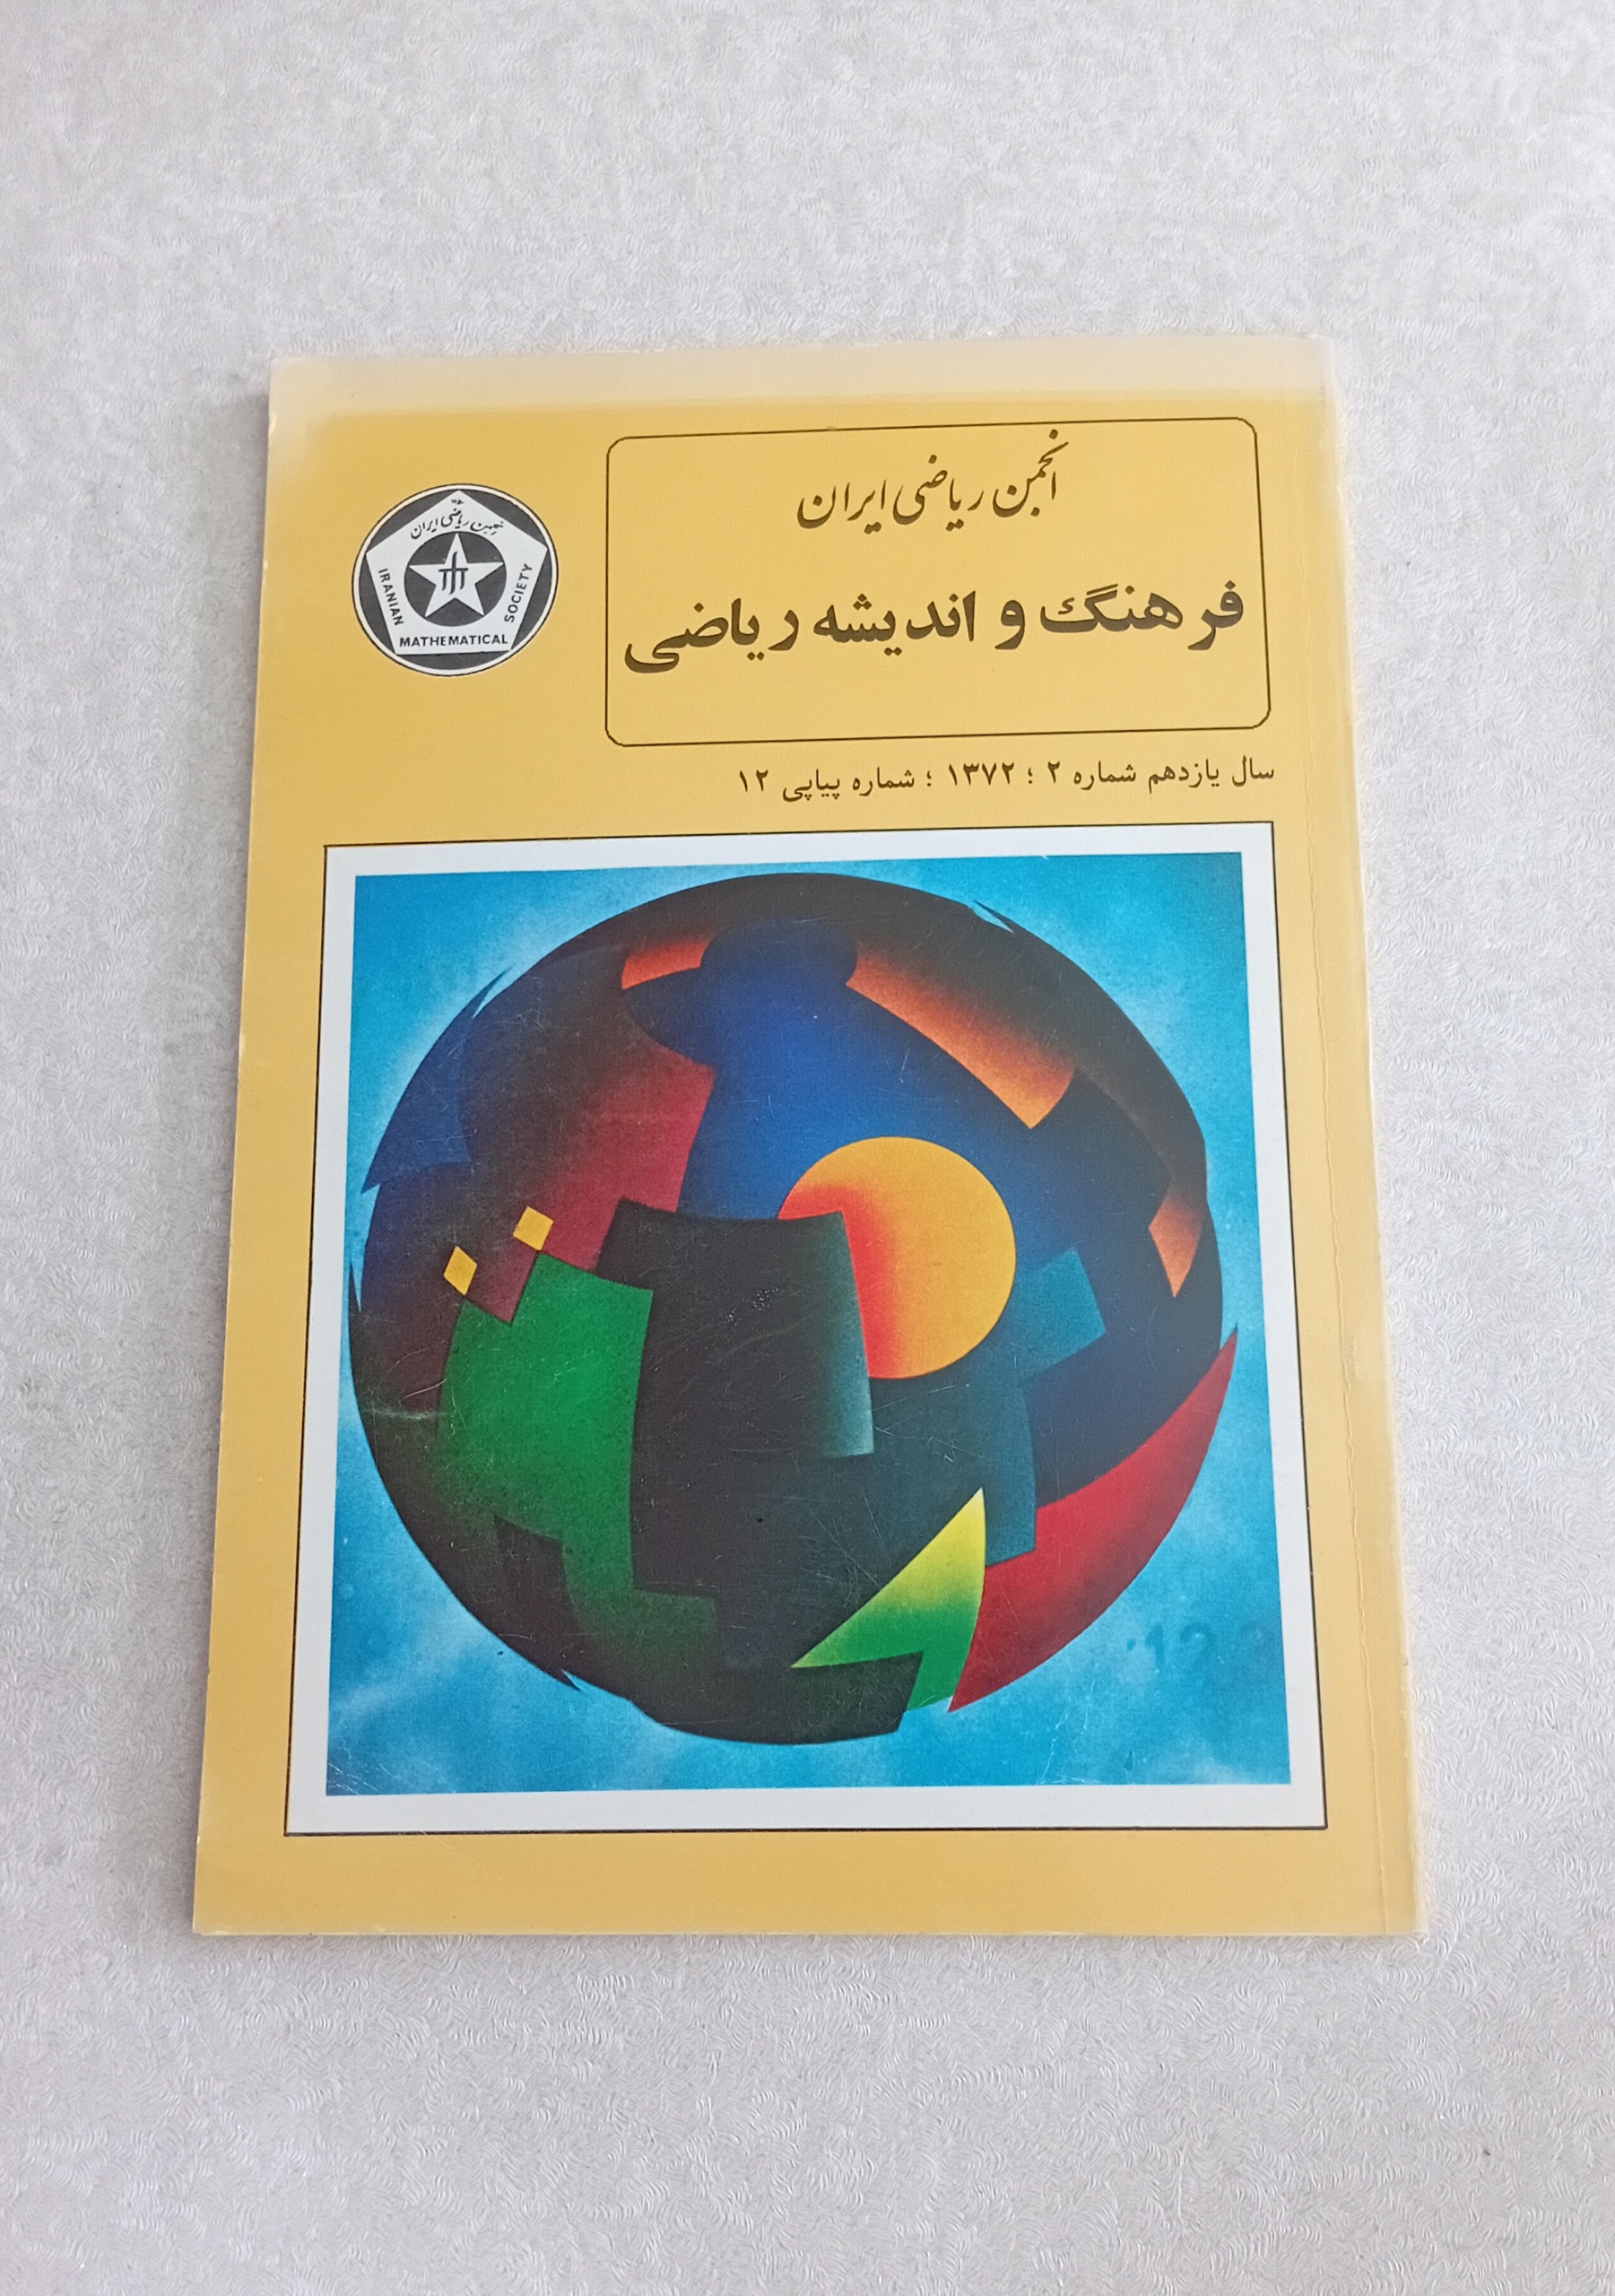 انجمن ریاضی ایران
فرهنگ و اندیشه ریاضی
سال یازدهم شماره ۲ ؛ ۱۳۷۲ ؛ شماره پیاپی ۱۲
انجمن ریاضی ایران
IRANIAN MATHEMATICAL SOCIETY